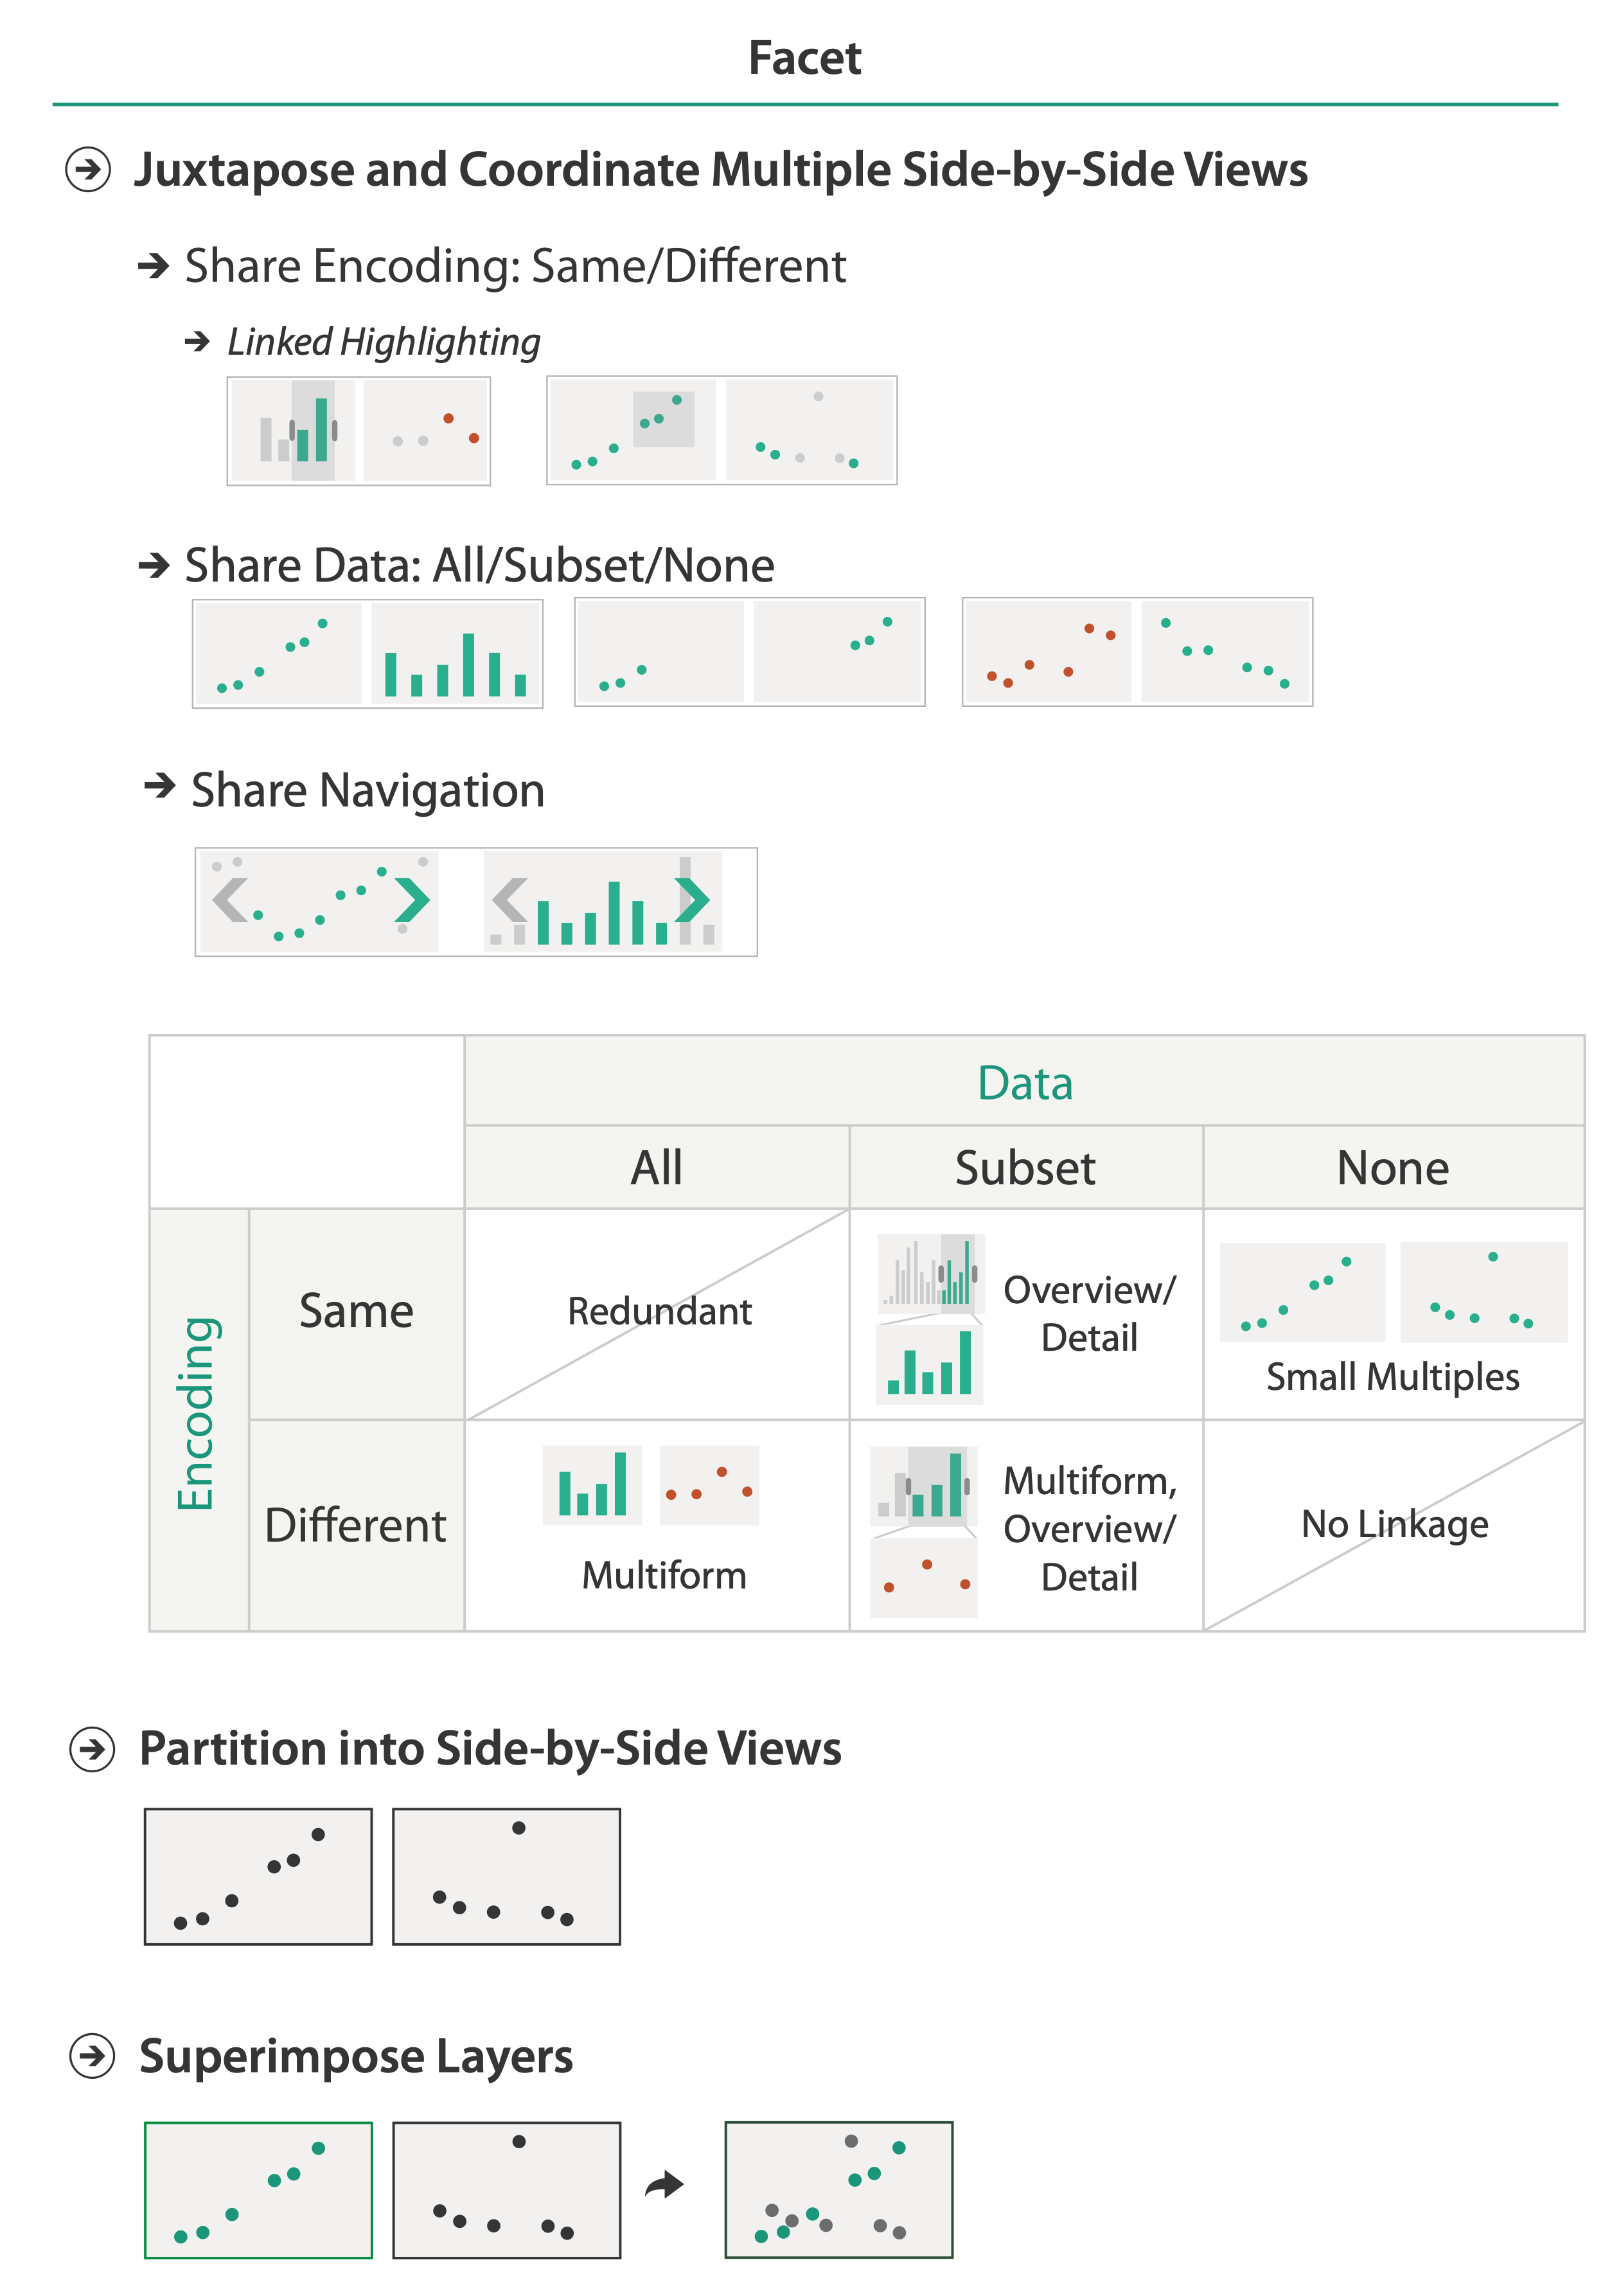 Facet
Juxtapose and Coordinate Multiple Side-by-Side Views
Share Encoding: Same/Different
Linked Highlighting
Share Data: All/Subset/None
Share Navigation
Data
All
Subset
None
Encoding
Same
Redundant
Overview/
Detail
Small Multiples
Different
Multiform
Multiform,
Overview/
Detail
No Linkage
Partition into Side-by-Side Views
Superimpose Layers